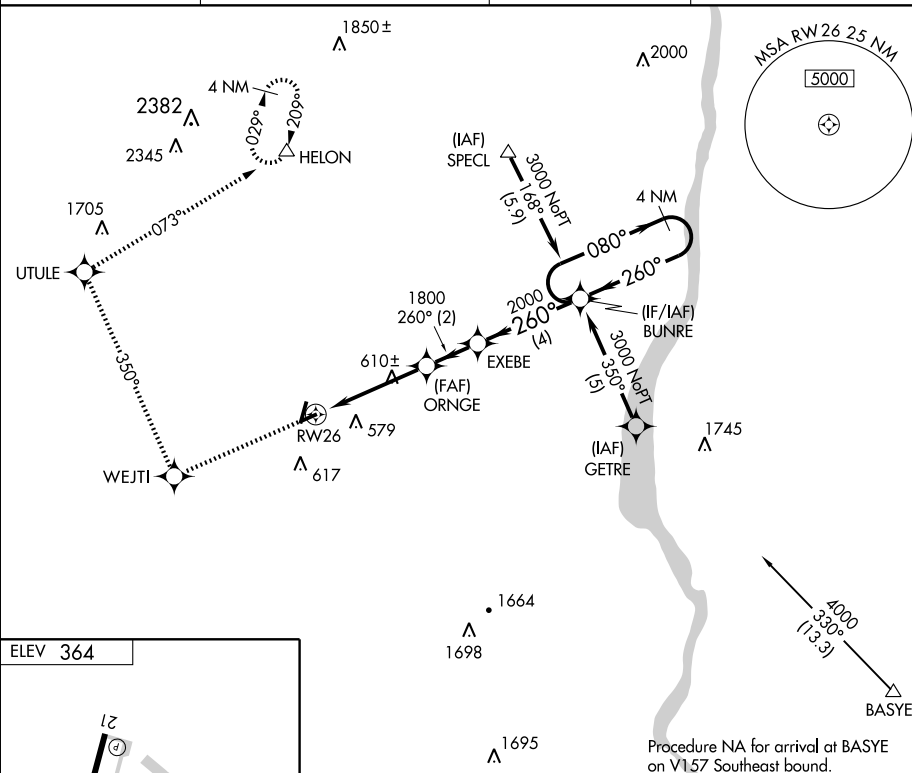 1850±
2000
MSA RW 26 25 NM
5000
4 NM
2382
029°
209°
2345
HELON
(IAF)
SPECL
3000 NoPT
168°
(5.9)
4 NM
1705
073°
080°
260°
UTULE
2000
260°
(4)
(IF/IAF)
BUNRE
1800
260° (2)
EXEBE
3000 NoPT
350°
(5)
350°
610±
(FAF)
ORNGE
RW26
579
(IAF)
GETRE
1745
WEJTI
617
4000
330°
(13.3)
1664
1698
ELEV 364
BASYE
21
P
1695
Procedure NA for arrival at BASYE
on V157 Southeast bound.